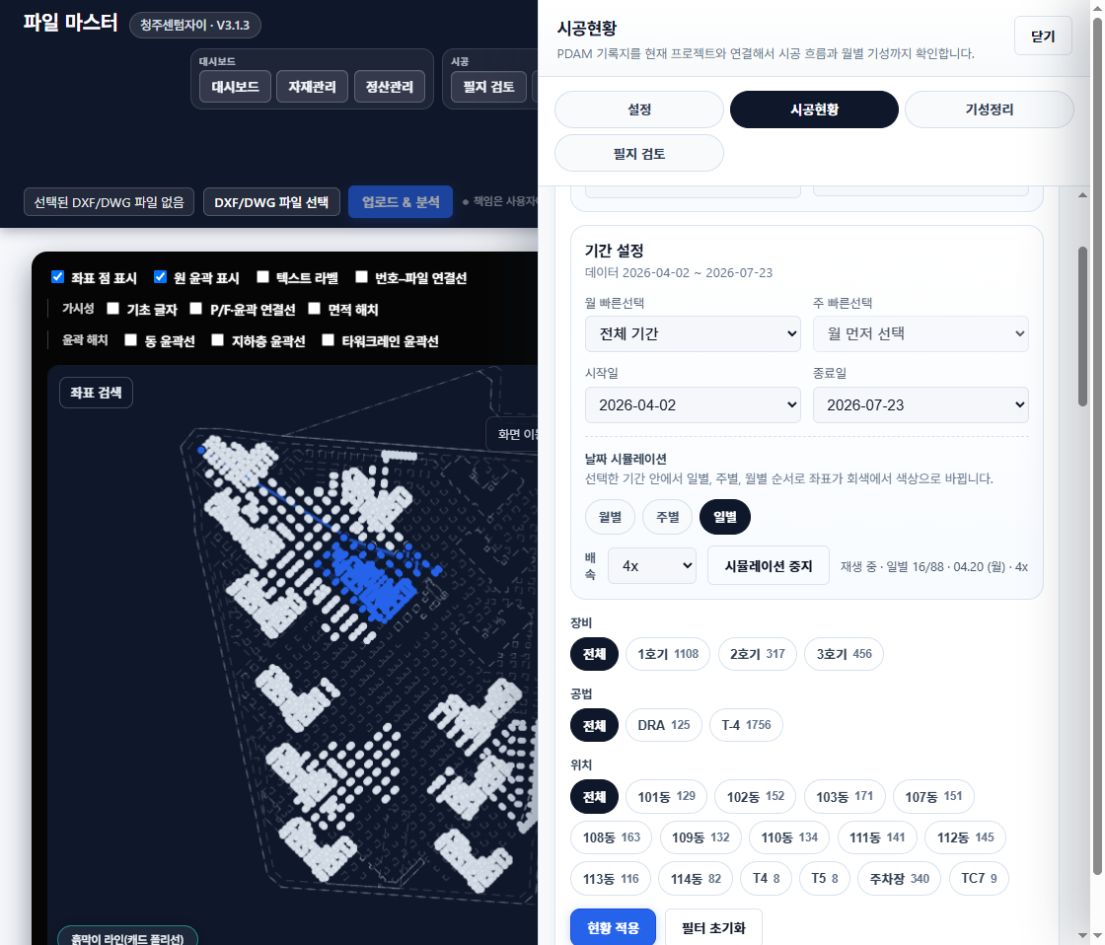 파일 마스터
청주센텀자이 · V3.1.3
대시보드
대시보드 자재관리 정산관리
시공
필지 검토
선택된 DXF/DWG 파일 없음
DXF/DWG 파일 선택
업로드 & 분석
● 책임은 사용자
좌표 점 표시 원 윤곽 표시 텍스트 라벨 번호–파일 연결선
가시성 기초 글자 P/F·윤곽 연결선 면적 해치
윤곽 해치 동 윤곽선 지하층 윤곽선 타워크레인 윤곽선
좌표 검색
화면 이동
흙막이 라인(캐드 폴리선)
시공현황
PDAM 기록지를 현재 프로젝트와 연결해서 시공 흐름과 월별 기성까지 확인합니다.
닫기
설정 시공현황 기성정리
필지 검토
기간 설정
데이터 2026-04-02 ~ 2026-07-23
월 빠른선택 주 빠른선택
전체 기간 월 먼저 선택
시작일 종료일
2026-04-02 2026-07-23
날짜 시뮬레이션
선택한 기간 안에서 일별, 주별, 월별 순서로 좌표가 회색에서 색상으로 바뀝니다.
월별 주별 일별
배속 4x 시뮬레이션 중지 재생 중 · 일별 16/88 · 04.20 (월) · 4x
장비
전체 1호기 1108 2호기 317 3호기 456
공법
전체 DRA 125 T-4 1756
위치
전체 101동 129 102동 152 103동 171 107동 151
108동 163 109동 132 110동 134 111동 141 112동 145
113동 116 114동 82 T4 8 T5 8 주차장 340 TC7 9
현황 적용 필터 초기화